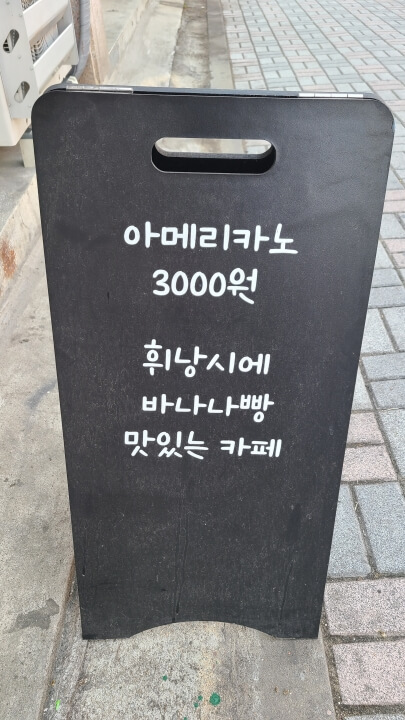 아메리카노
3000원
휘낭시에
바나나빵
맛있는 카페